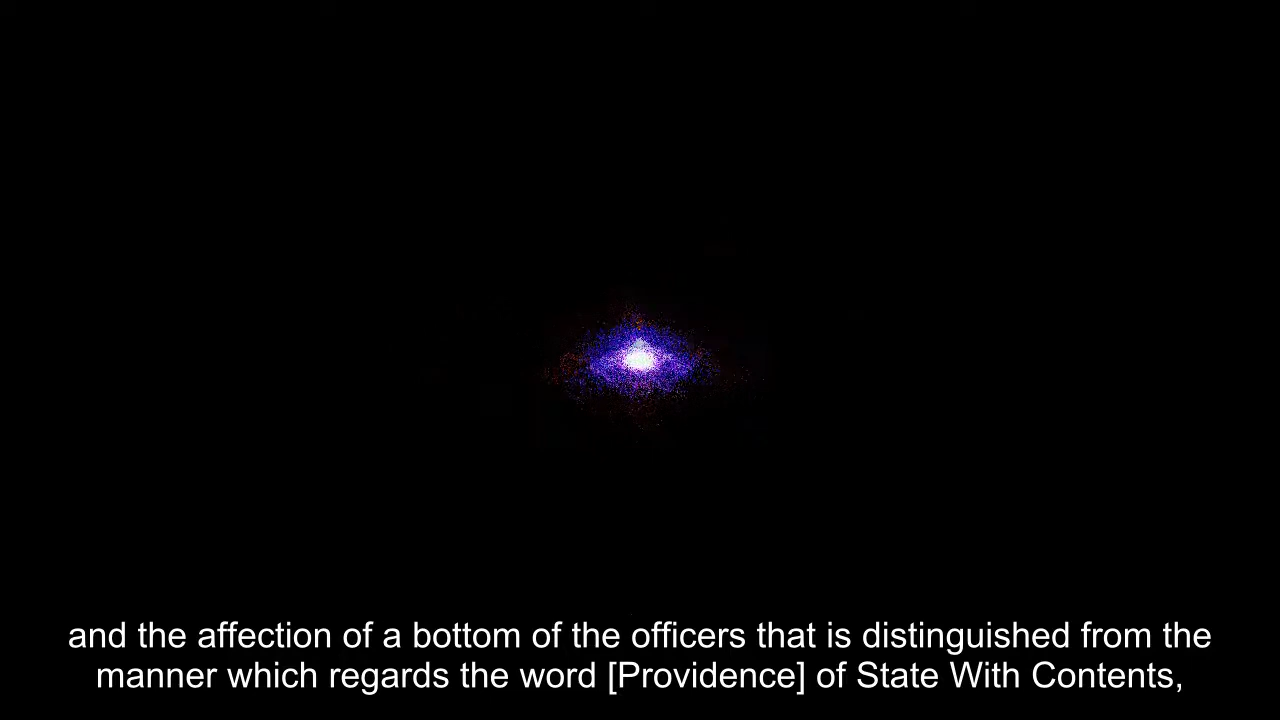 and the affection of a bottom of the officers that is distinguished from the
manner which regards the word [Providence] of State With Contents,